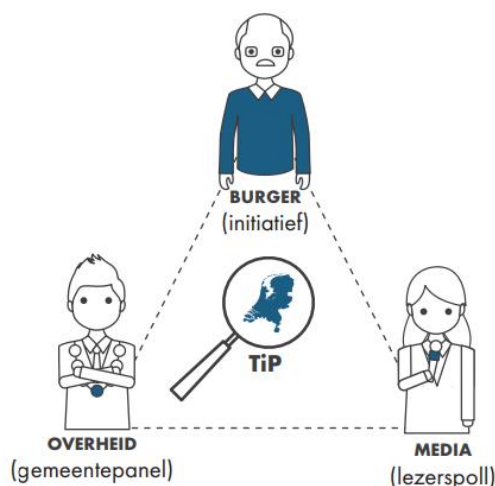 BURGER
(initiatief)
TiP
OVERHEID
(gemeentepanel)
MEDIA
(lezerspoll)